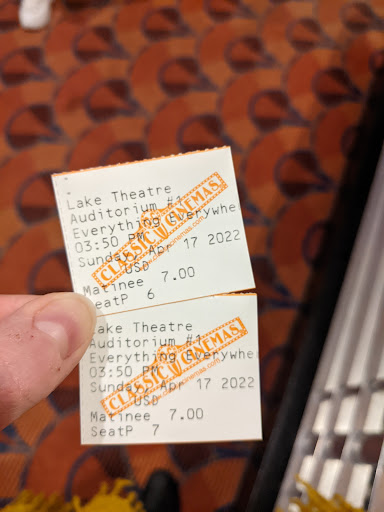 Lake Theatre
Auditorium #1
Everything Everywhe
03:50 PM
Sunday, Apr 17 2022
USD
Matinee 7.00
SeatP 6
CLASSIC CINEMAS
Lake Theatre
Auditorium #1
Everything Everywhe
03:50 PM
Sunday, Apr 17 2022
USD
Matinee 7.00
SeatP 7
CLASSIC CINEMAS